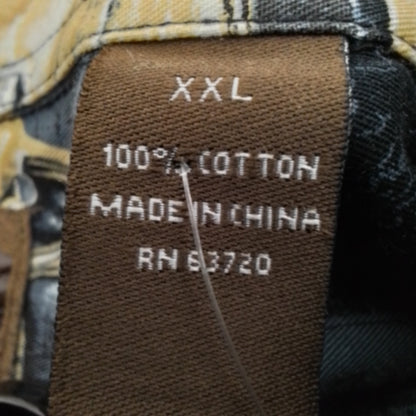 XXL
100% COTTON
MADE IN CHINA
RN 63720